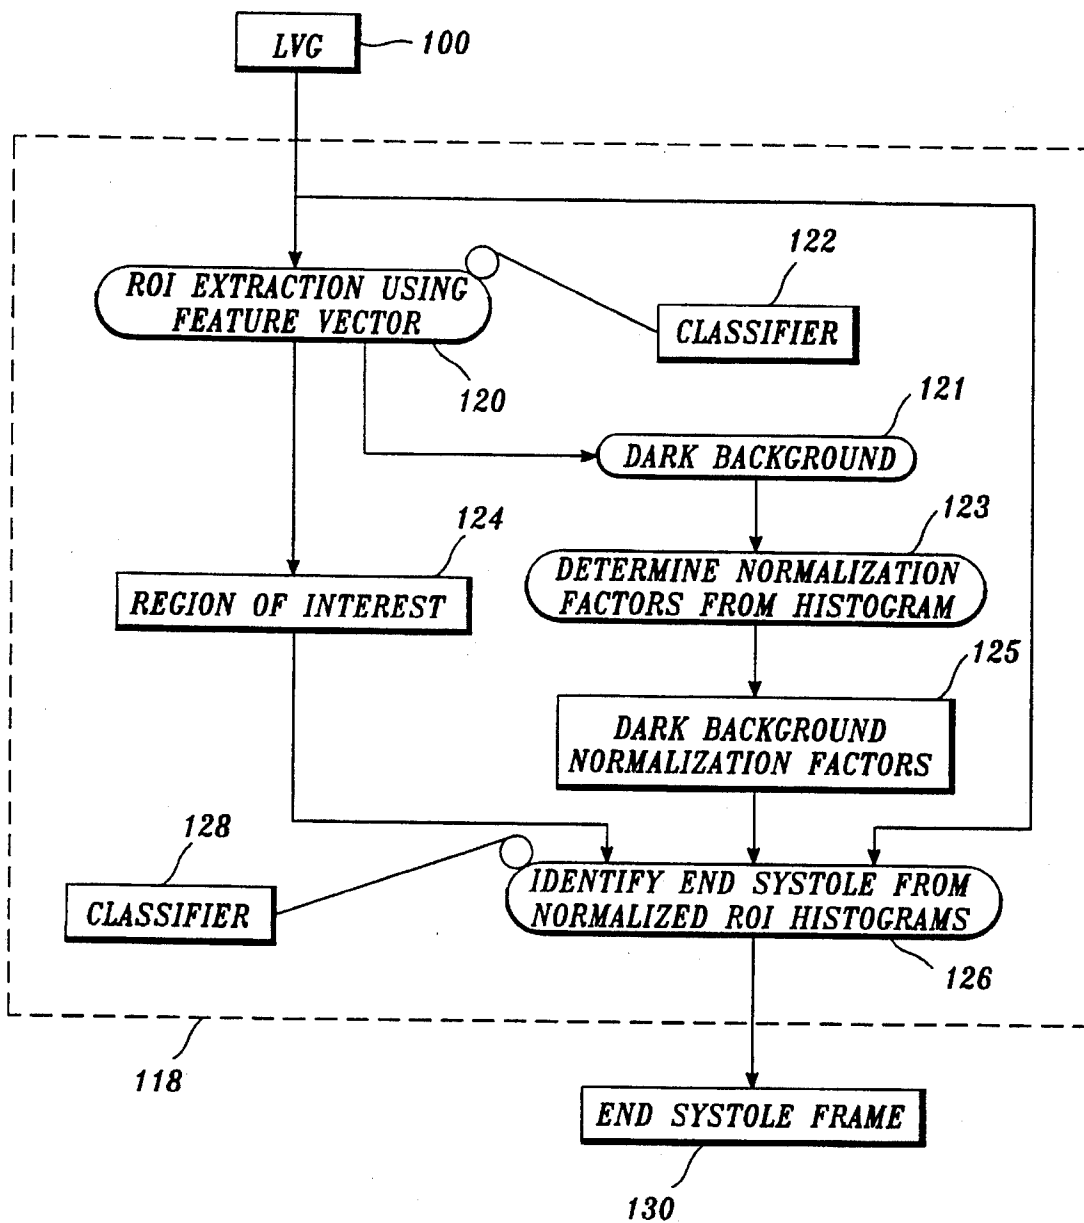 LVG
100
122
ROI EXTRACTION USING
FEATURE VECTOR
CLASSIFIER
120
121
DARK BACKGROUND
124
123
REGION OF INTEREST
DETERMINE NORMALIZATION
FACTORS FROM HISTOGRAM
125
DARK BACKGROUND
NORMALIZATION FACTORS
128
CLASSIFIER
IDENTIFY END SYSTOLE FROM
NORMALIZED ROI HISTOGRAMS
126
118
END SYSTOLE FRAME
130